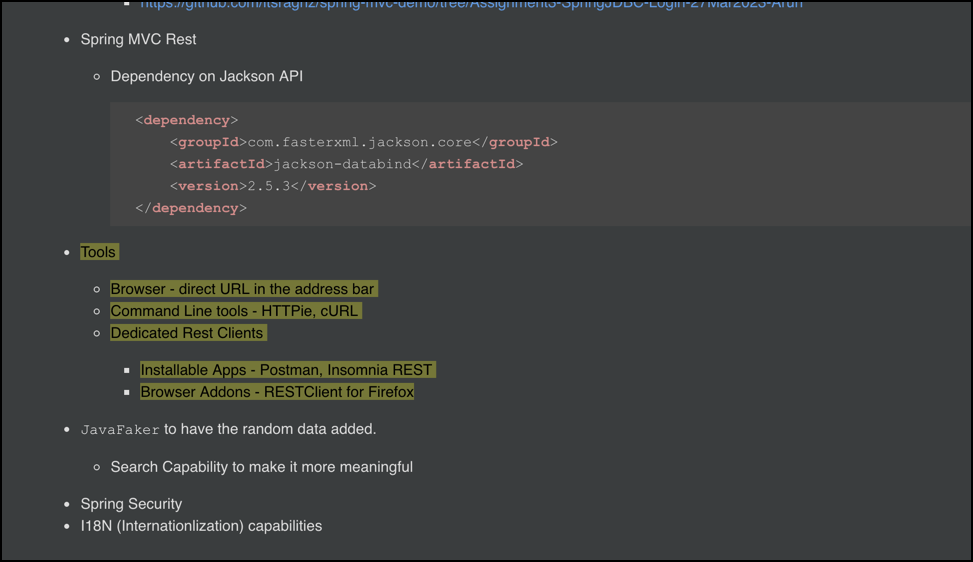 https://github.com/itsraghz/spring-mvc-demo/tree/Assignment3-SpringJDBC-Login-27Mar2023-Arun
Spring MVC Rest
Dependency on Jackson API
<dependency>
<groupId>com.fasterxml.jackson.core</groupId>
<artifactId>jackson-databind</artifactId>
<version>2.5.3</version>
</dependency>
Tools
Browser - direct URL in the address bar
Command Line tools - HTTPie, cURL
Dedicated Rest Clients
Installable Apps - Postman, Insomnia REST
Browser Addons - RESTClient for Firefox
JavaFaker to have the random data added.
Search Capability to make it more meaningful
Spring Security
I18N (Internationlization) capabilities